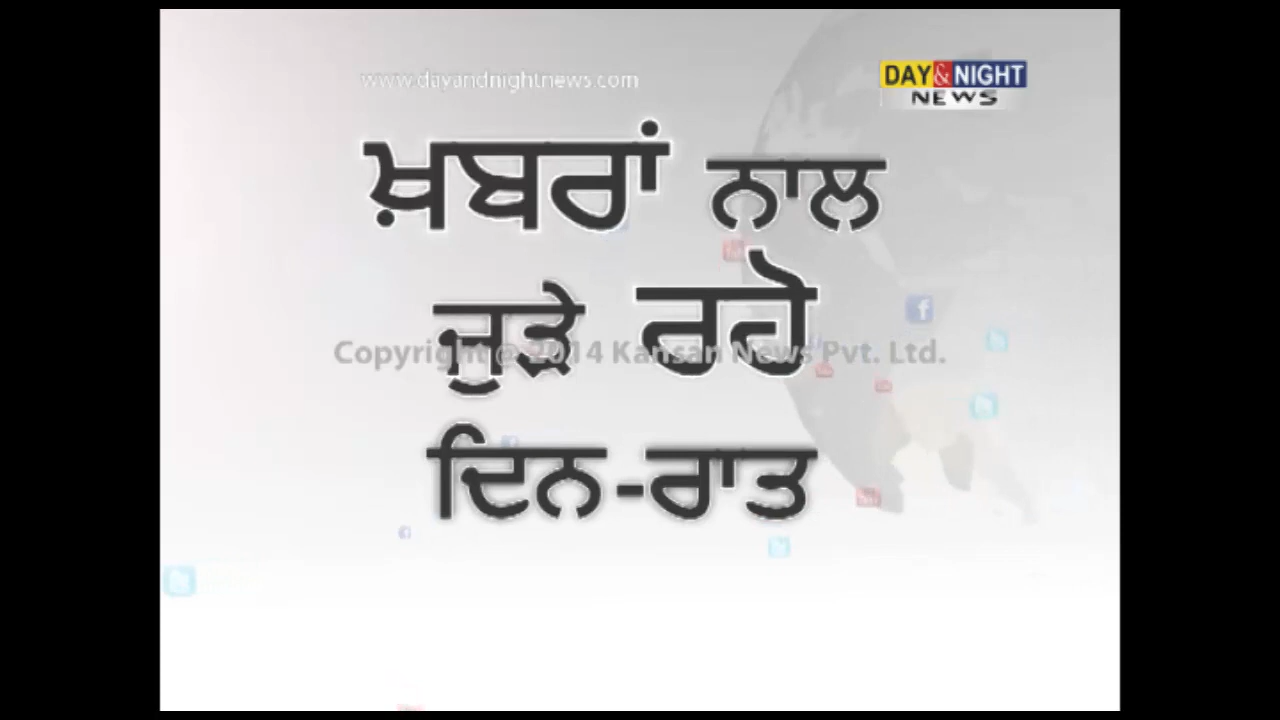 www.dayandnightnews.com
DAY & NIGHT
NEWS
ਖ਼ਬਰਾਂ ਨਾਲ
ਜੁੜੇ ਰਹੋ
Copyright @ 2014 Kansan News Pvt. Ltd.
ਦਿਨ-ਰਾਤ